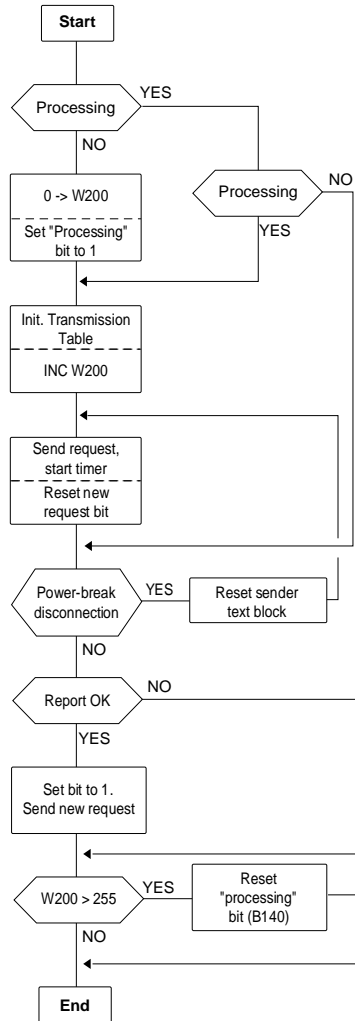 Start
YES
Processing
NO
0 -> W200
Set "Processing"
bit to 1
Processing
NO
YES
Init. Transmission
Table
INC W200
Send request,
start timer
Reset new
request bit
Power-break
disconnection
YES
Reset sender
text block
NO
Report OK
NO
YES
Set bit to 1.
Send new request
W200 > 255
YES
Reset
"processing"
bit (B140)
NO
End